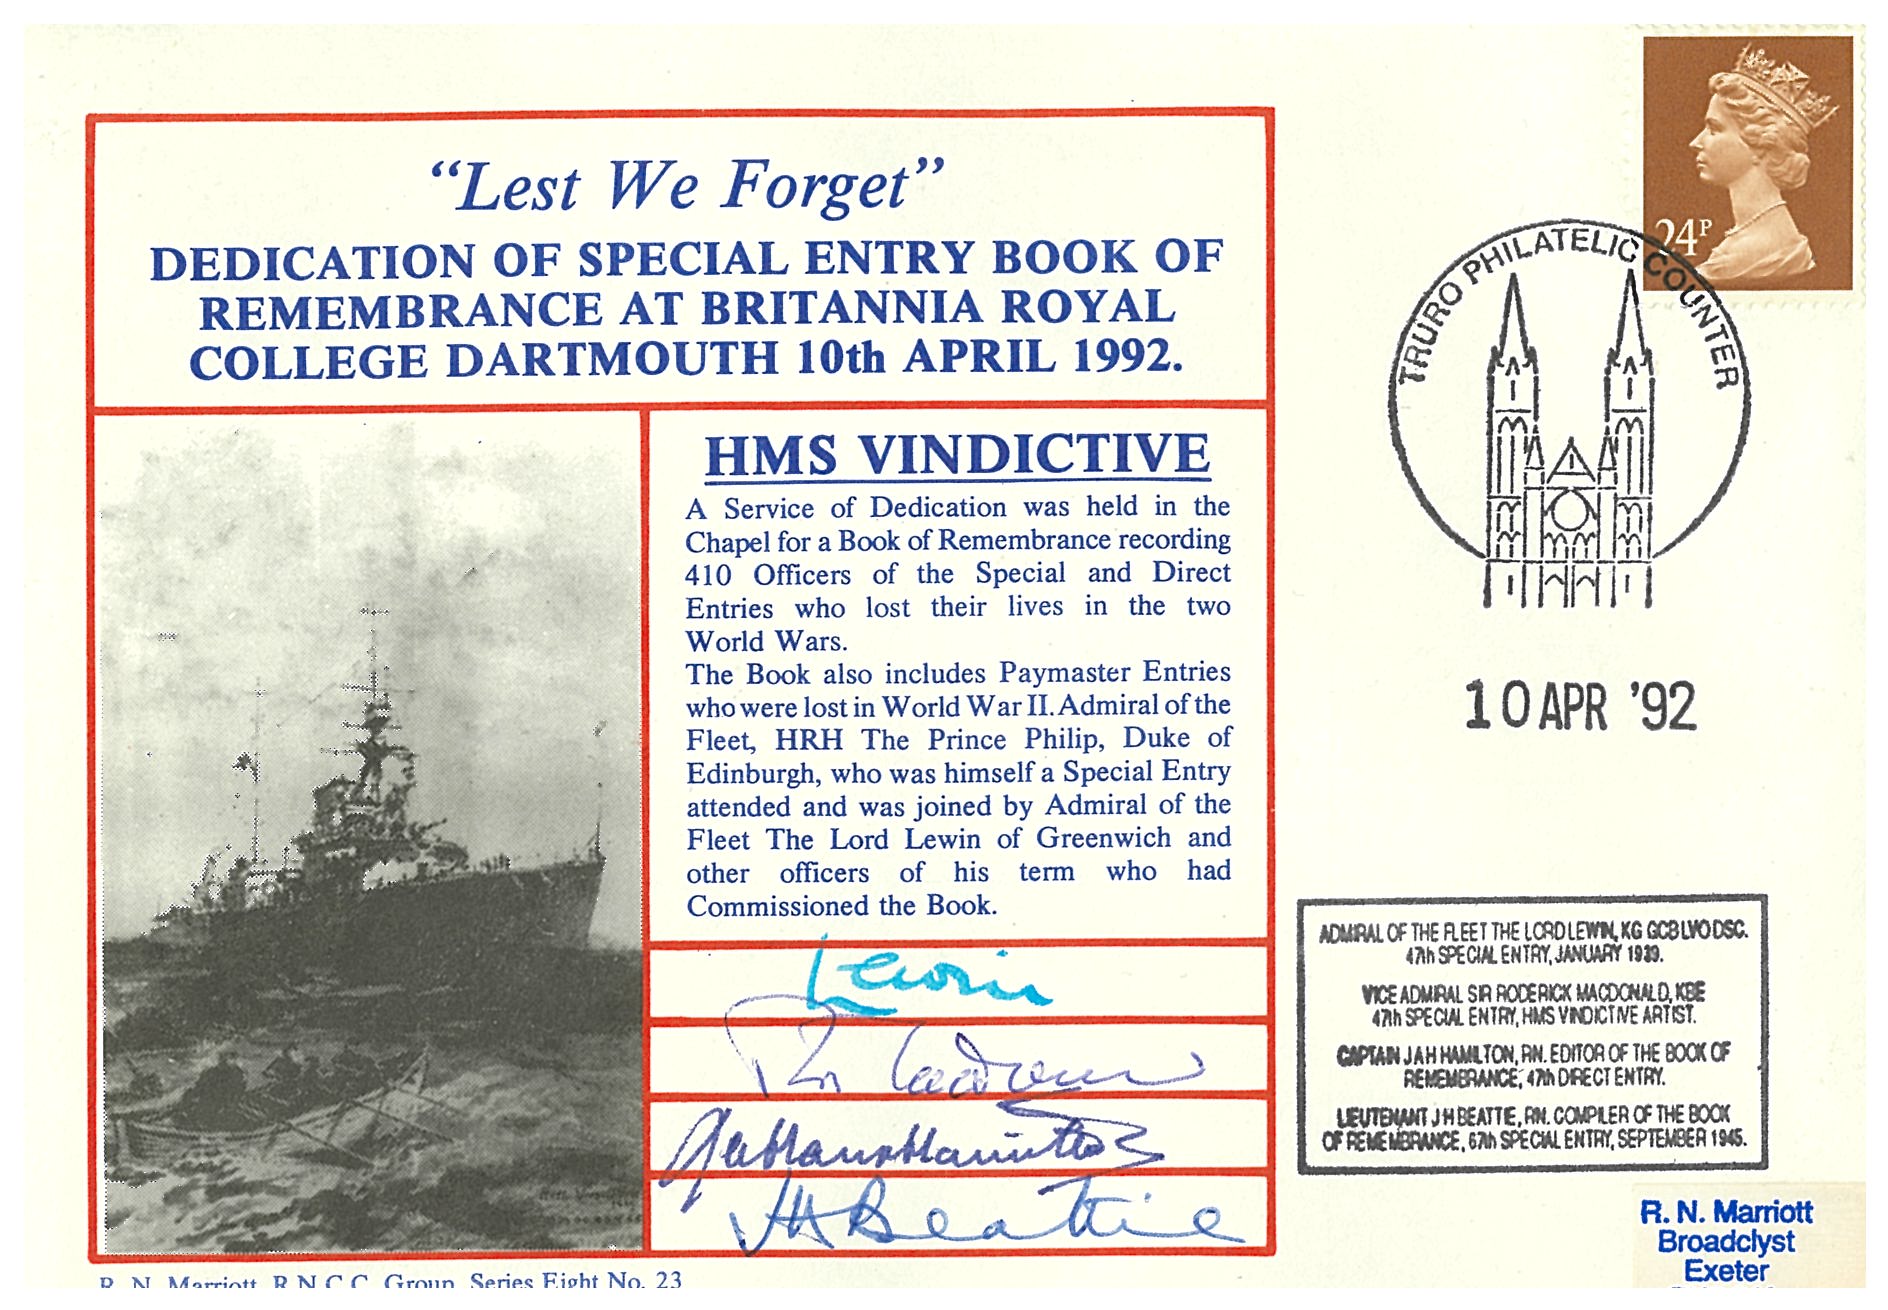 "Lest We Forget"
DEDICATION OF SPECIAL ENTRY BOOK OF
REMEMBRANCE AT BRITANNIA ROYAL
COLLEGE DARTMOUTH 10th APRIL 1992.
HMS VINDICTIVE
A Service of Dedication was held in the
Chapel for a Book of Remembrance recording
410 Officers of the Special and Direct
Entries who lost their lives in the two
World Wars.
The Book also includes Paymaster Entries
who were lost in World War II. Admiral of the
Fleet, HRH The Prince Philip, Duke of
Edinburgh, who was himself a Special Entry
attended and was joined by Admiral of the
Fleet The Lord Lewin of Greenwich and
other officers of his term who had
Commissioned the Book.
Lewin
JH Beattie
R. N. Marriott, R.N.C.C. Group, Series Eight No. 23
24P
TRURO PHILATELIC COUNTER
10 APR '92
ADMIRAL OF THE FLEET THE LORD LEWIN, KG GCB LVO DSC.
47th SPECIAL ENTRY, JANUARY 1939.
VICE ADMIRAL SIR RODERICK MACDONALD, KBE
47th SPECIAL ENTRY, HMS VINDICTIVE ARTIST.
CAPTAIN J A H HAMILTON, RN. EDITOR OF THE BOOK OF
REMEMBRANCE, 47th DIRECT ENTRY.
LIEUTENANT J H BEATTIE, RN. COMPILER OF THE BOOK
OF REMEMBRANCE, 67th SPECIAL ENTRY, SEPTEMBER 1945.
R. N. Marriott
Broadclyst
Exeter